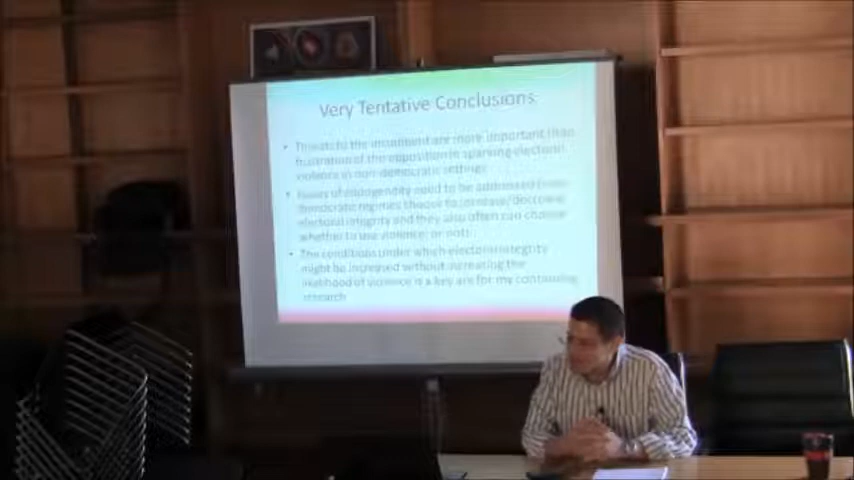 Very Tentative Conclusions
• Threats to the incumbent are more important than
frustration of the opposition in sparking electoral
violence in non-democratic settings
• Issues of endogeneity need to be addressed
democratic regimes choose to increase/decrease
electoral integrity and they also often can choose
whether to use violence, or not)
• The conditions under which electoral integrity
might be increased without increasing the
likelihood of violence is a key are for my continuing
research